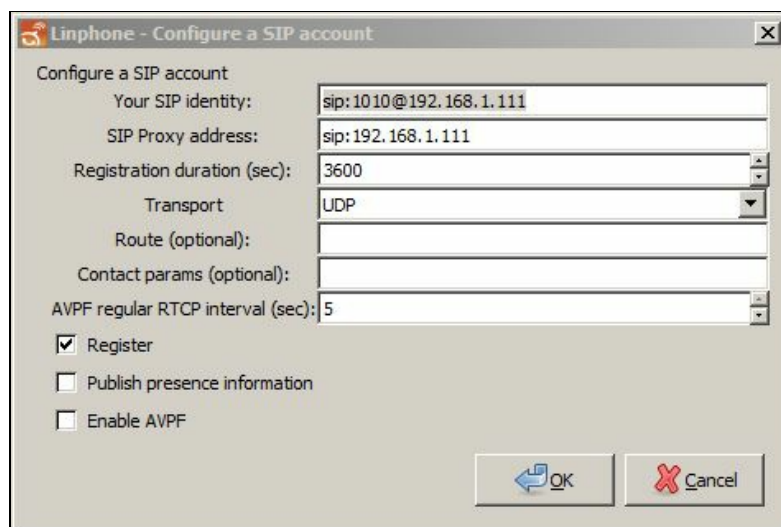 Linphone - Configure a SIP account
Configure a SIP account
Your SIP identity: sip:1010@192.168.1.111
SIP Proxy address: sip:192.168.1.111
Registration duration (sec): 3600
Transport UDP
Route (optional):
Contact params (optional):
AVPF regular RTCP interval (sec): 5
Register
Publish presence information
Enable AVPF
OK Cancel